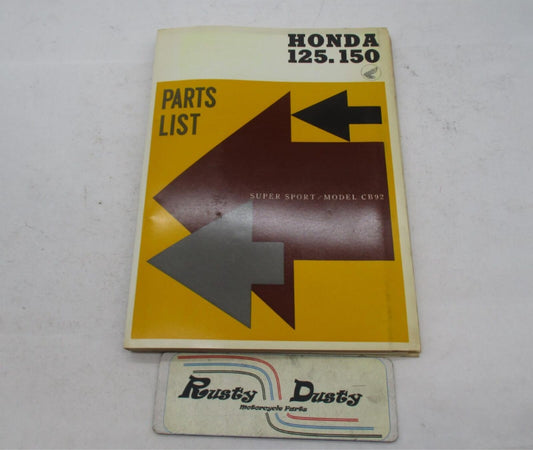 HONDA
125. 150
PARTS
LIST
SUPER SPORT / MODEL CB92
Rusty Dusty
Motorcycle Parts